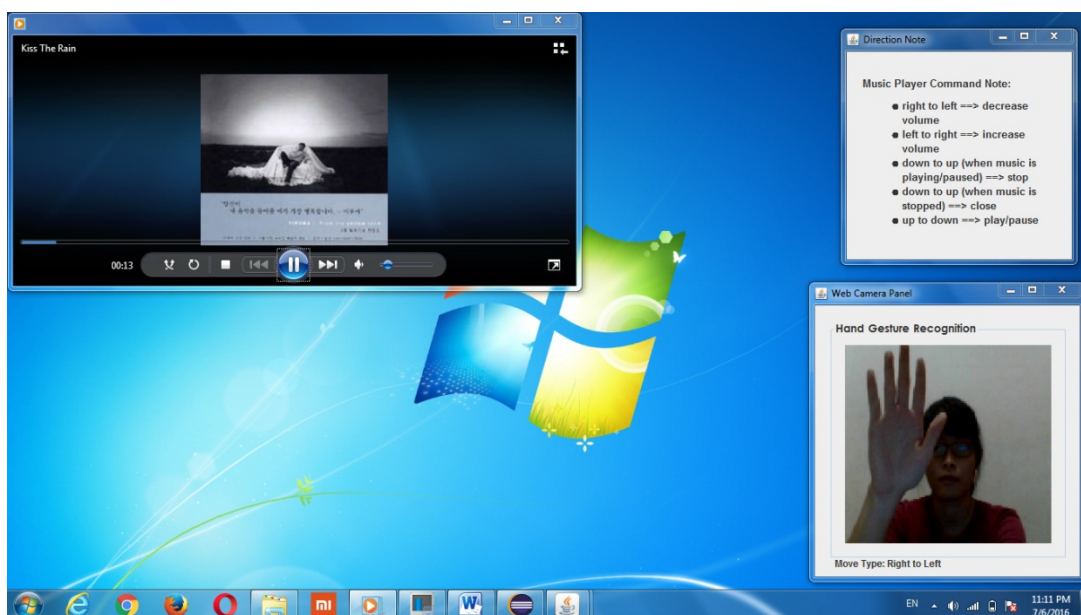 Kiss The Rain
00:13
Direction Note
Music Player Command Note:
● right to left ==> decrease
volume
● left to right ==> increase
volume
● down to up (when music is
playing/paused) ==> stop
● down to up (when music is
stopped) ==> close
● up to down ==> play/pause
Web Camera Panel
Hand Gesture Recognition
Move Type: Right to Left
EN
11:11 PM
7/6/2016